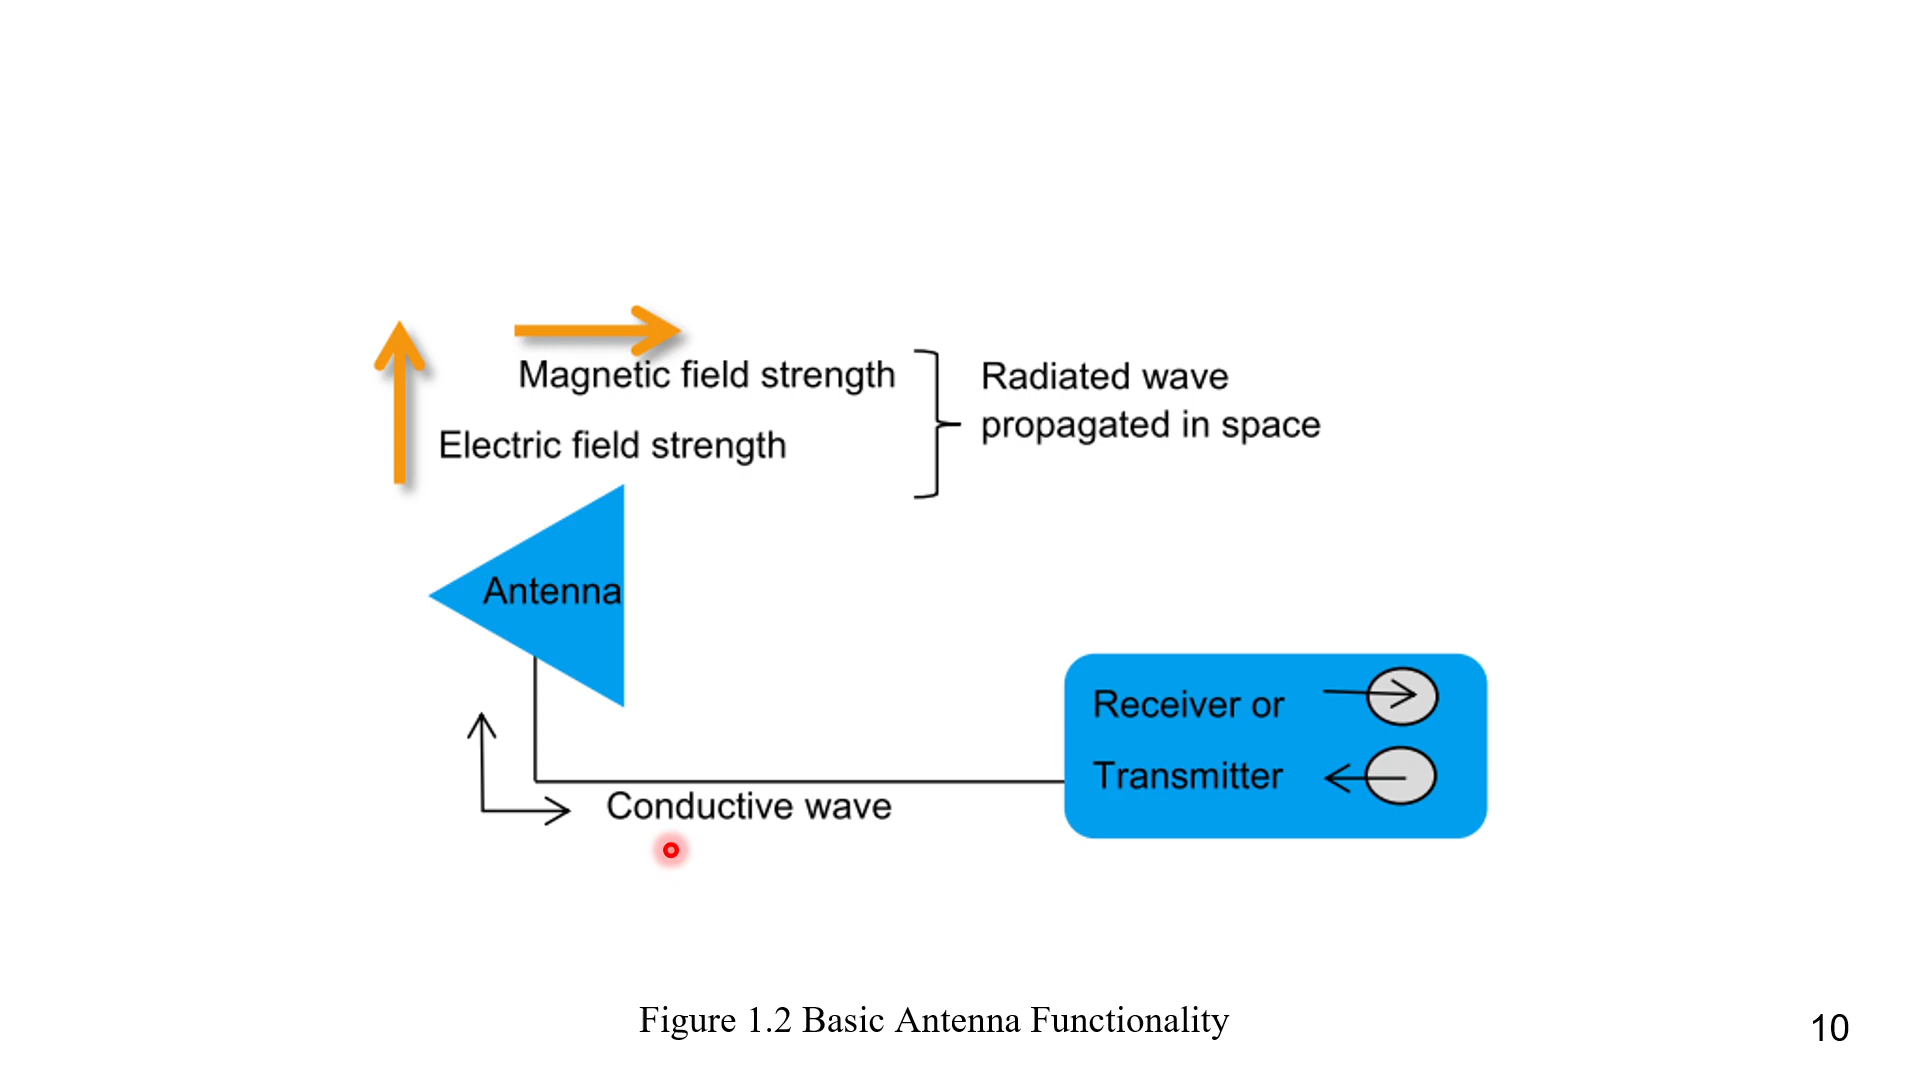 Magnetic field strength
Electric field strength
Radiated wave
propagated in space
Antenna
Receiver or
Transmitter
Conductive wave
Figure 1.2 Basic Antenna Functionality
10